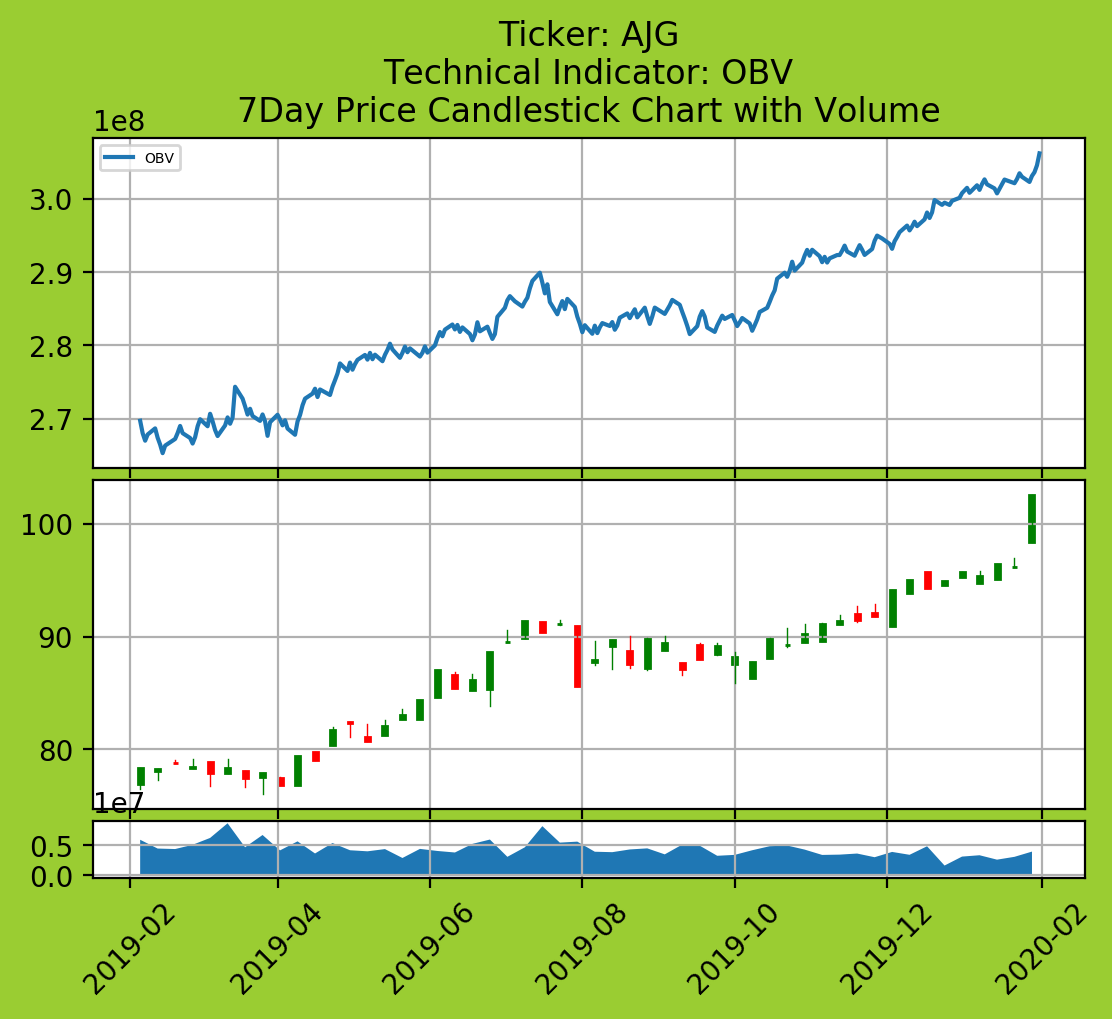 Ticker: AJG
Technical Indicator: OBV
7Day Price Candlestick Chart with Volume
1e8
OBV
3.0
2.9
2.8
2.7
100
90
80
1e7
0.5
0.0
2019-02
2019-04
2019-06
2019-08
2019-10
2019-12
2020-02